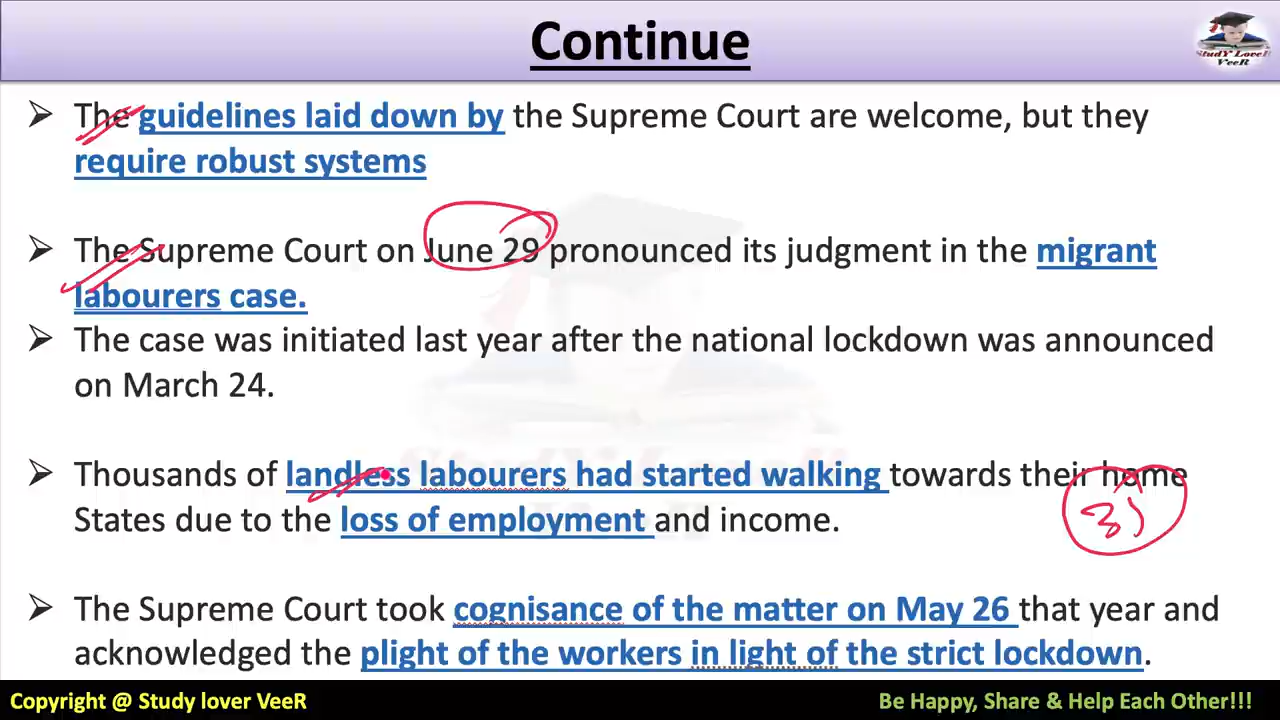 Continue
StudY LoveR
VeeR
➢ The guidelines laid down by the Supreme Court are welcome, but they
require robust systems
➢ The Supreme Court on June 29 pronounced its judgment in the migrant
labourers case.
➢ The case was initiated last year after the national lockdown was announced
on March 24.
➢ Thousands of landless labourers had started walking towards their home
States due to the loss of employment and income.
➢ The Supreme Court took cognisance of the matter on May 26 that year and
acknowledged the plight of the workers in light of the strict lockdown.
Copyright @ Study lover VeeR
Be Happy, Share & Help Each Other!!!